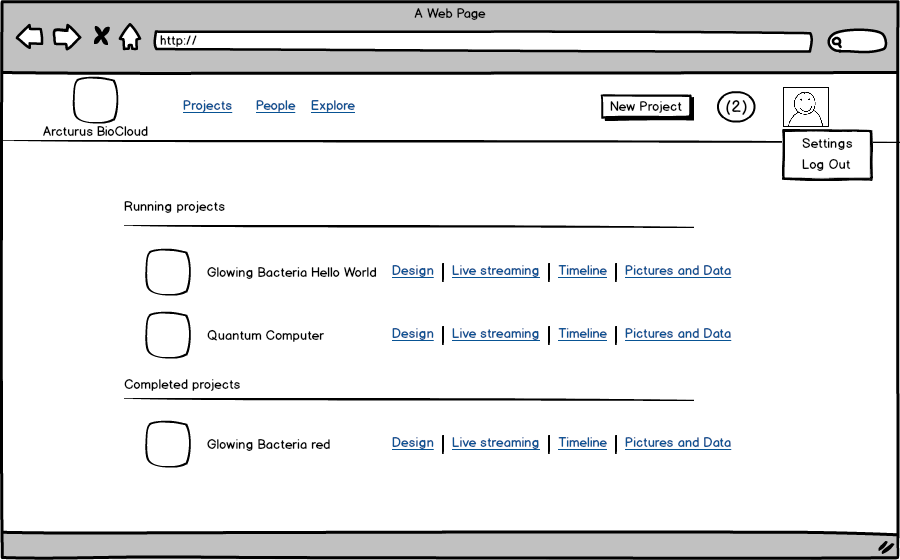 A Web Page
http://
Projects People Explore New Project (2)
Arcturus BioCloud
Settings
Log Out
Running projects
Glowing Bacteria Hello World Design | Live streaming | Timeline | Pictures and Data
Quantum Computer Design | Live streaming | Timeline | Pictures and Data
Completed projects
Glowing Bacteria red Design | Live streaming | Timeline | Pictures and Data